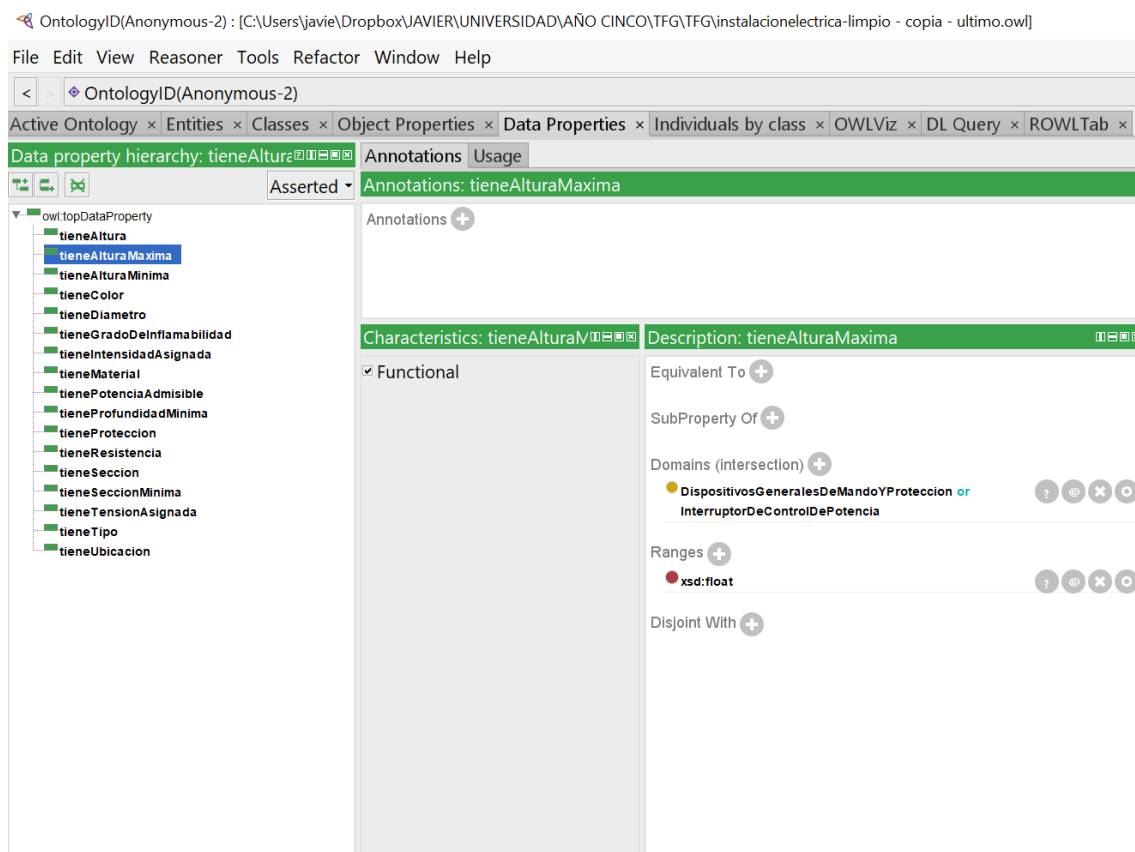 OntologyID(Anonymous-2) : [C:\Users\javie\Dropbox\JAVIER\UNIVERSIDAD\AÑO CINCO\TFG\TFG\instalacionelectrica-limpio - copia - ultimo.owl]
File Edit View Reasoner Tools Refactor Window Help
< > OntologyID(Anonymous-2)
Active Ontology × Entities × Classes × Object Properties × Data Properties × Individuals by class × OWLViz × DL Query × ROWLTab ×
Data property hierarchy: tieneAltura
Asserted
owl:topDataProperty
tieneAltura
tieneAlturaMaxima
tieneAlturaMinima
tieneColor
tieneDiametro
tieneGradoDeInflamabilidad
tieneIntensidadAsignada
tieneMaterial
tienePotenciaAdmisible
tieneProfundidadMinima
tieneProteccion
tieneResistencia
tieneSeccion
tieneSeccionMinima
tieneTensionAsignada
tieneTipo
tieneUbicacion
Annotations Usage
Annotations: tieneAlturaMaxima
Annotations +
Characteristics: tieneAlturaM
Functional
Description: tieneAlturaMaxima
Equivalent To +
SubProperty Of +
Domains (intersection) +
DispositivosGeneralesDeMandoYProteccion or
InterruptorDeControlDePotencia
Ranges +
xsd:float
Disjoint With +